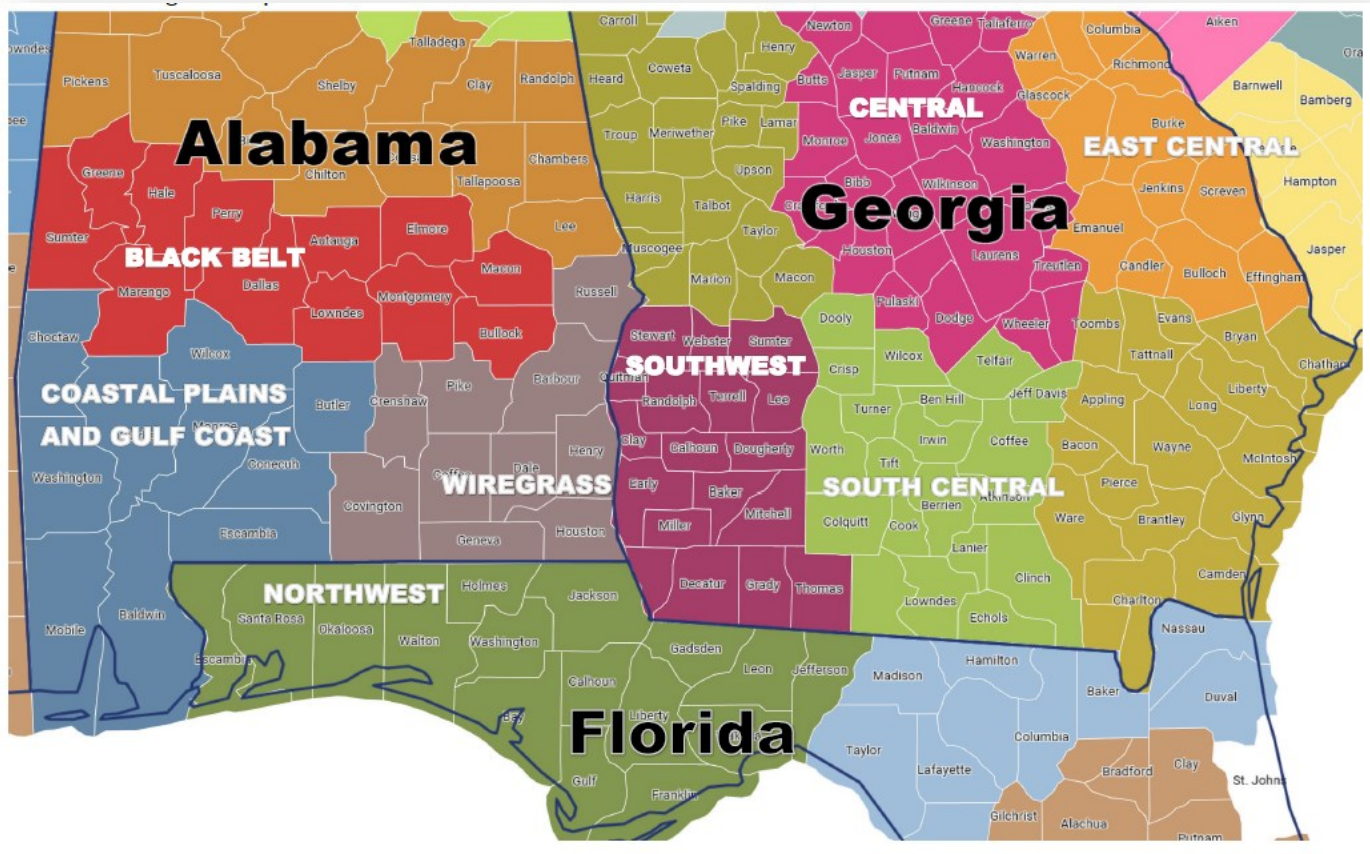 Carroll
Newton
Greene
Taliaferro
Columbia
Aiken
Lowndes
Talladega
Henry
Warren
Richmond
Pickens
Tuscaloosa
Shelby
Clay
Randolph
Heard
Coweta
Spalding
Butts
Jasper
Putnam
Hancock
Glascock
Barnwell
Bamberg
CENTRAL
Troup
Meriwether
Pike
Lamar
Monroe
Jones
Baldwin
Washington
Burke
EAST CENTRAL
Alabama
Greene
Hale
Chilton
Chambers
Tallapoosa
Upson
Bibb
Wilkinson
Jenkins
Screven
Hampton
Perry
Harris
Talbot
Georgia
Sumter
Autauga
Elmore
Lee
Muscogee
Taylor
Houston
Laurens
Emanuel
Jasper
BLACK BELT
Macon
Treutlen
Candler
Bulloch
Effingham
Marengo
Dallas
Montgomery
Russell
Marion
Macon
Lowndes
Bullock
Pulaski
Dodge
Wheeler
Toombs
Evans
Bryan
Choctaw
Wilcox
Stewart
Webster
Sumter
Dooly
Wilcox
Telfair
Tattnall
Chatham
SOUTHWEST
COASTAL PLAINS
AND GULF COAST
Butler
Crenshaw
Pike
Barbour
Quitman
Randolph
Terrell
Lee
Crisp
Turner
Ben Hill
Jeff Davis
Appling
Long
Liberty
Monroe
Conecuh
Henry
Clay
Calhoun
Dougherty
Worth
Irwin
Coffee
Bacon
Wayne
McIntosh
Washington
Coffee
Dale
WIREGRASS
Early
Baker
Tift
SOUTH CENTRAL
Atkinson
Pierce
Covington
Mitchell
Berrien
Escambia
Geneva
Houston
Miller
Colquitt
Cook
Ware
Brantley
Glynn
Lanier
NORTHWEST
Holmes
Jackson
Decatur
Grady
Thomas
Clinch
Camden
Mobile
Baldwin
Santa Rosa
Okaloosa
Walton
Washington
Lowndes
Echols
Charlton
Nassau
Escambia
Gadsden
Leon
Jefferson
Madison
Hamilton
Baker
Duval
Calhoun
Bay
Liberty
Florida
Taylor
Columbia
Lafayette
Bradford
Clay
St. Johns
Gulf
Franklin
Gilchrist
Alachua
Putnam